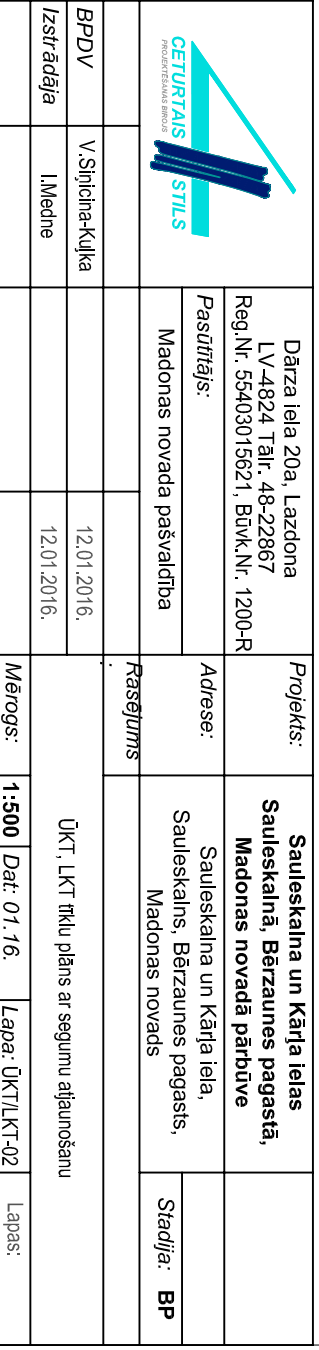 CETURTAIS STILS
PROJEKTĒŠANAS BIROJS
Dārza iela 20a, Lazdona
LV-4824 Tālr. 48-22867
Reg.Nr. 55403015621, Būvk.Nr. 1200-R
Projekts:
Sauleskalna un Kārļa ielas
Sauleskalnā, Bērzaunes pagastā,
Madonas novadā pārbūve
Pasūtītājs:
Madonas novada pašvaldība
Adrese:
Sauleskalna un Kārļa iela,
Sauleskalns, Bērzaunes pagasts,
Madonas novads
Stadija: BP
Rasējums
:
BPDV
V.Siņicina-Kuļka
12.01.2016.
ŪKT, LKT tīklu plāns ar segumu atjaunošanu
Izstrādāja
I.Medne
12.01.2016.
Mērogs:
1:500
Dat: 01.16.
Lapa: ŪKT/LKT-02
Lapas: